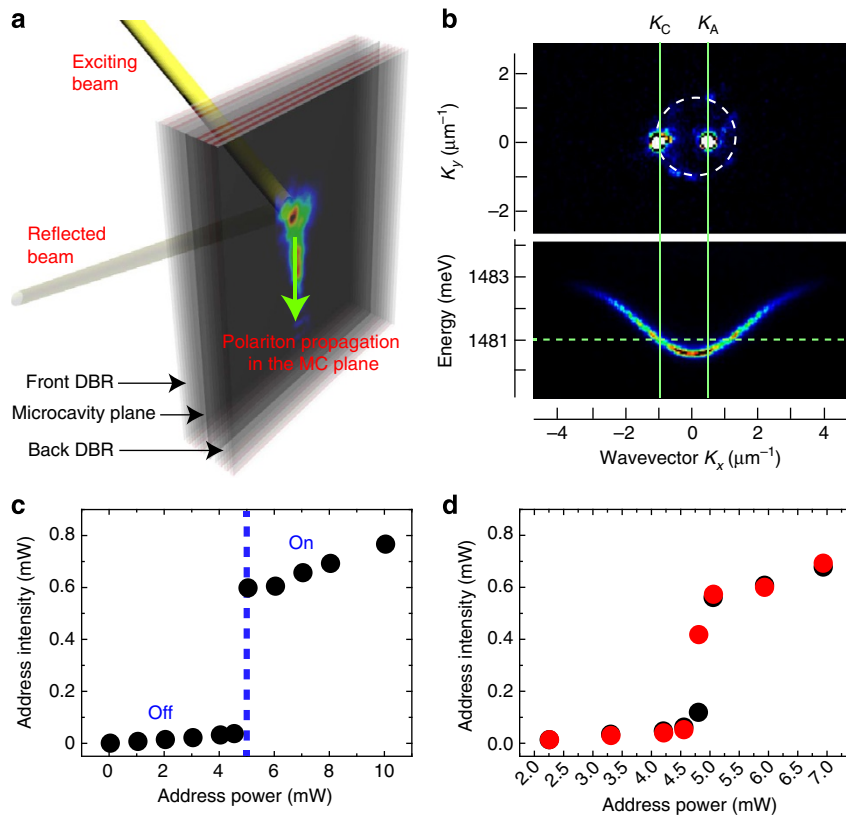 a
Exciting
beam
Reflected
beam
Polariton propagation
in the MC plane
Front DBR
Microcavity plane
Back DBR
b
K_C K_A
K_y (μm⁻¹)
2
0
−2
Energy (meV)
1483
1481
−4 −2 0 2 4
Wavevector K_x (μm⁻¹)
c
Address intensity (mW)
0.8
0.6
0.4
0.2
0
On
Off
0 2 4 6 8 10
Address power (mW)
d
Address intensity (mW)
0.8
0.6
0.4
0.2
0.0
2.0 2.5 3.0 3.5 4.0 4.5 5.0 5.5 6.0 6.5 7.0
Address power (mW)